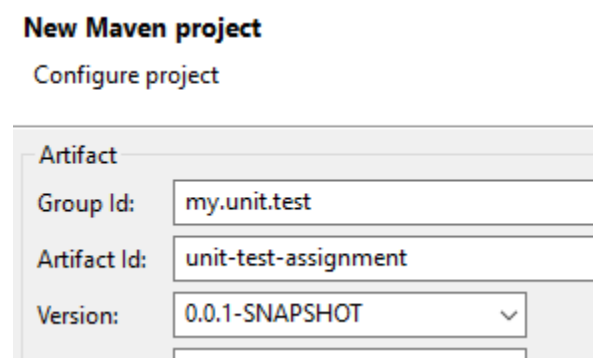 New Maven project
Configure project
Artifact
Group Id: my.unit.test
Artifact Id: unit-test-assignment
Version: 0.0.1-SNAPSHOT